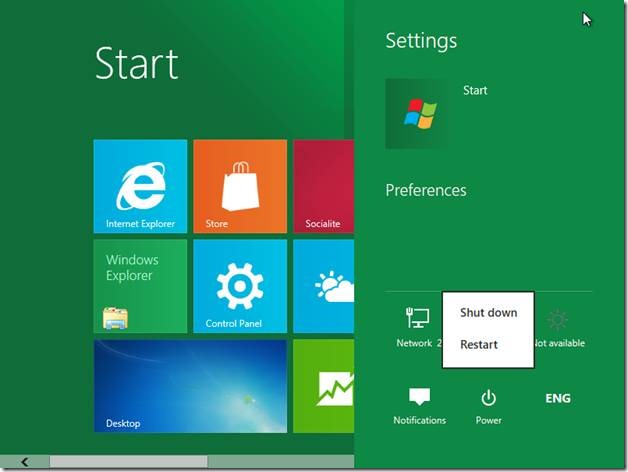 Start
Internet Explorer
Store
Socialite
Windows
Explorer
Control Panel
Desktop
Settings
Start
Preferences
Network 2
Shut down
Restart
Not available
Notifications
Power
ENG